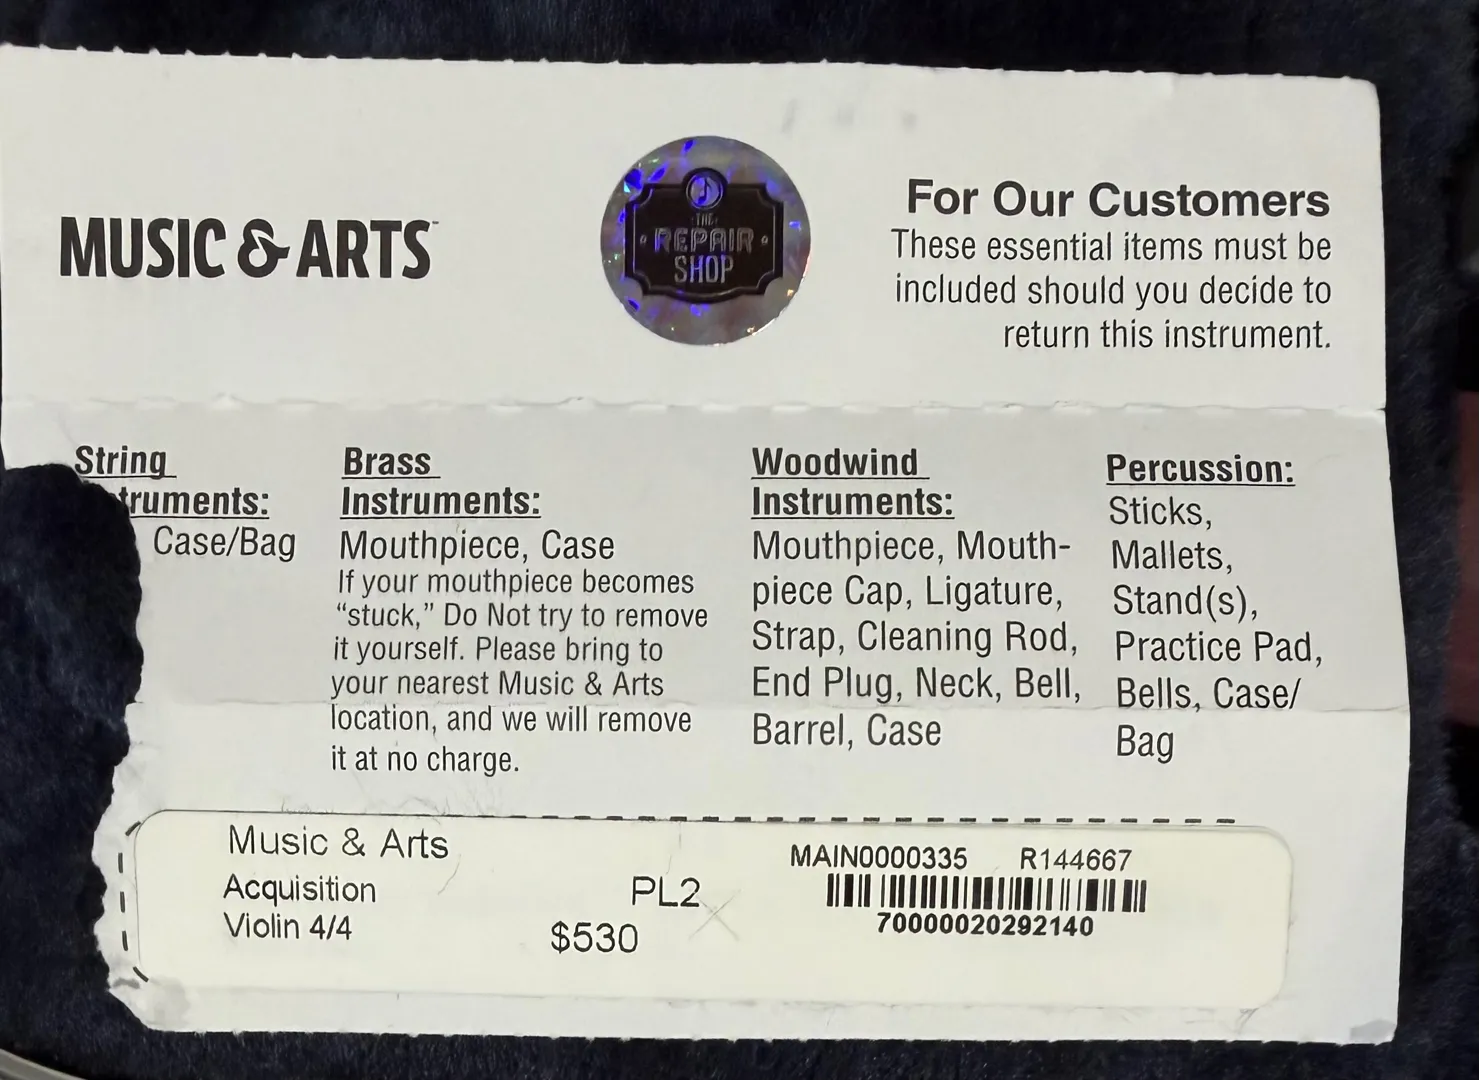 MUSIC & ARTS™
THE
REPAIR
SHOP
For Our Customers
These essential items must be
included should you decide to
return this instrument.
String
truments:
Case/Bag
Brass
Instruments:
Mouthpiece, Case
If your mouthpiece becomes
“stuck,” Do Not try to remove
it yourself. Please bring to
your nearest Music & Arts
location, and we will remove
it at no charge.
Woodwind
Instruments:
Mouthpiece, Mouth-
piece Cap, Ligature,
Strap, Cleaning Rod,
End Plug, Neck, Bell,
Barrel, Case
Percussion:
Sticks,
Mallets,
Stand(s),
Practice Pad,
Bells, Case/
Bag
Music & Arts
Acquisition
Violin 4/4
PL2
$530
MAIN0000335 R144667
70000020292140